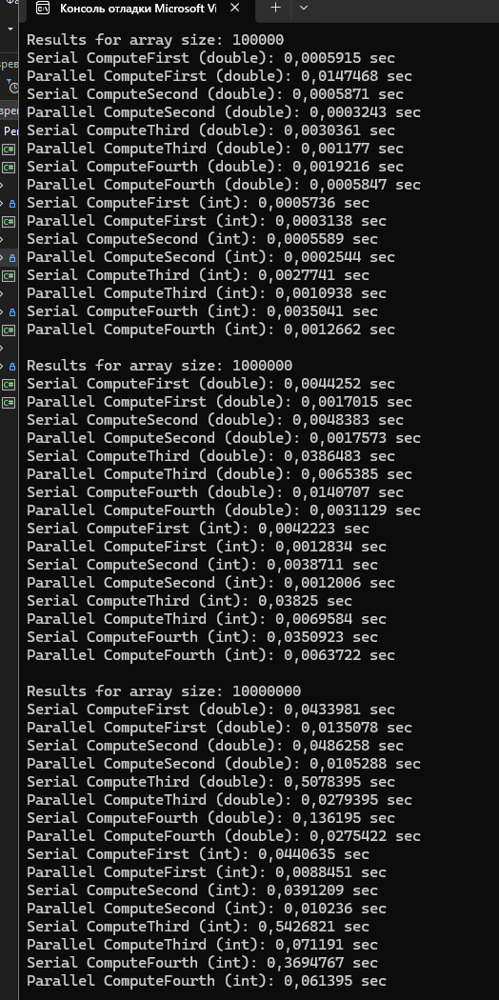 Консоль отладки Microsoft Vi
Results for array size: 100000
Serial ComputeFirst (double): 0,0005915 sec
Parallel ComputeFirst (double): 0,0147468 sec
Serial ComputeSecond (double): 0,0005871 sec
Parallel ComputeSecond (double): 0,0003243 sec
Serial ComputeThird (double): 0,0030361 sec
Parallel ComputeThird (double): 0,001177 sec
Serial ComputeFourth (double): 0,0019216 sec
Parallel ComputeFourth (double): 0,0005847 sec
Serial ComputeFirst (int): 0,0005736 sec
Parallel ComputeFirst (int): 0,0003138 sec
Serial ComputeSecond (int): 0,0005589 sec
Parallel ComputeSecond (int): 0,0002544 sec
Serial ComputeThird (int): 0,0027741 sec
Parallel ComputeThird (int): 0,0010938 sec
Serial ComputeFourth (int): 0,0035041 sec
Parallel ComputeFourth (int): 0,0012662 sec
Results for array size: 1000000
Serial ComputeFirst (double): 0,0044252 sec
Parallel ComputeFirst (double): 0,0017015 sec
Serial ComputeSecond (double): 0,0048383 sec
Parallel ComputeSecond (double): 0,0017573 sec
Serial ComputeThird (double): 0,0386483 sec
Parallel ComputeThird (double): 0,0065385 sec
Serial ComputeFourth (double): 0,0140707 sec
Parallel ComputeFourth (double): 0,0031129 sec
Serial ComputeFirst (int): 0,0042223 sec
Parallel ComputeFirst (int): 0,0012834 sec
Serial ComputeSecond (int): 0,0038711 sec
Parallel ComputeSecond (int): 0,0012006 sec
Serial ComputeThird (int): 0,03825 sec
Parallel ComputeThird (int): 0,0069584 sec
Serial ComputeFourth (int): 0,0350923 sec
Parallel ComputeFourth (int): 0,0063722 sec
Results for array size: 10000000
Serial ComputeFirst (double): 0,0433981 sec
Parallel ComputeFirst (double): 0,0135078 sec
Serial ComputeSecond (double): 0,0486258 sec
Parallel ComputeSecond (double): 0,0105288 sec
Serial ComputeThird (double): 0,5078395 sec
Parallel ComputeThird (double): 0,0279395 sec
Serial ComputeFourth (double): 0,136195 sec
Parallel ComputeFourth (double): 0,0275422 sec
Serial ComputeFirst (int): 0,0440635 sec
Parallel ComputeFirst (int): 0,0088451 sec
Serial ComputeSecond (int): 0,0391209 sec
Parallel ComputeSecond (int): 0,010236 sec
Serial ComputeThird (int): 0,5426821 sec
Parallel ComputeThird (int): 0,071191 sec
Serial ComputeFourth (int): 0,3694767 sec
Parallel ComputeFourth (int): 0,061395 sec